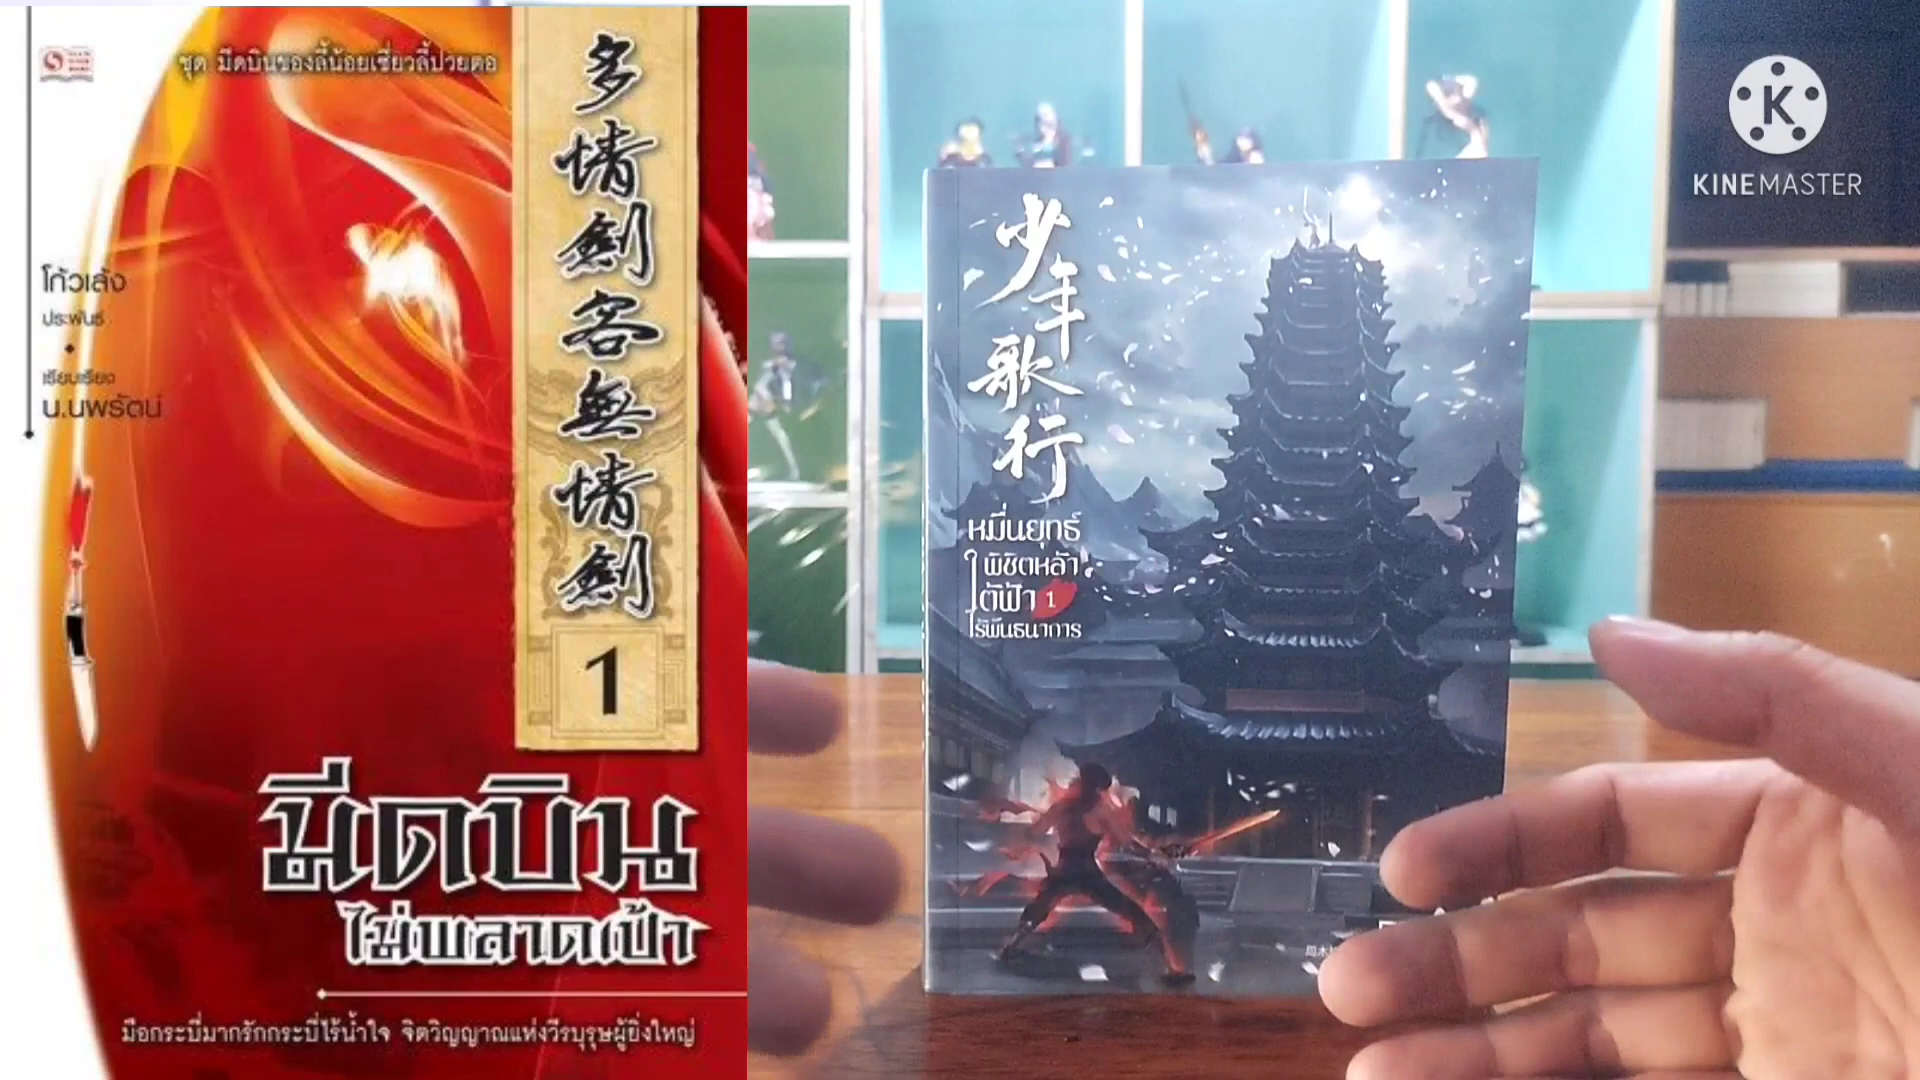 ชุด มีดบินของลี้น้อยเซี่ยวลี้ปวยตอ
多情劍客無情劍
1
โก้วเล้ง
ประพันธ์
เรียบเรียง
น.นพรัตน์
มีดบิน
ไม่พลาดเป้า
มือกระบี่มากรักกระบี่ไร้น้ำใจ จิตวิญญาณแห่งวีรบุรุษผู้ยิ่งใหญ่
少年歌行
หมื่นยุทธ์
พิชิตหล้า
ใต้ฟ้า 1
ไร้พันธนาการ
K
KINEMASTER